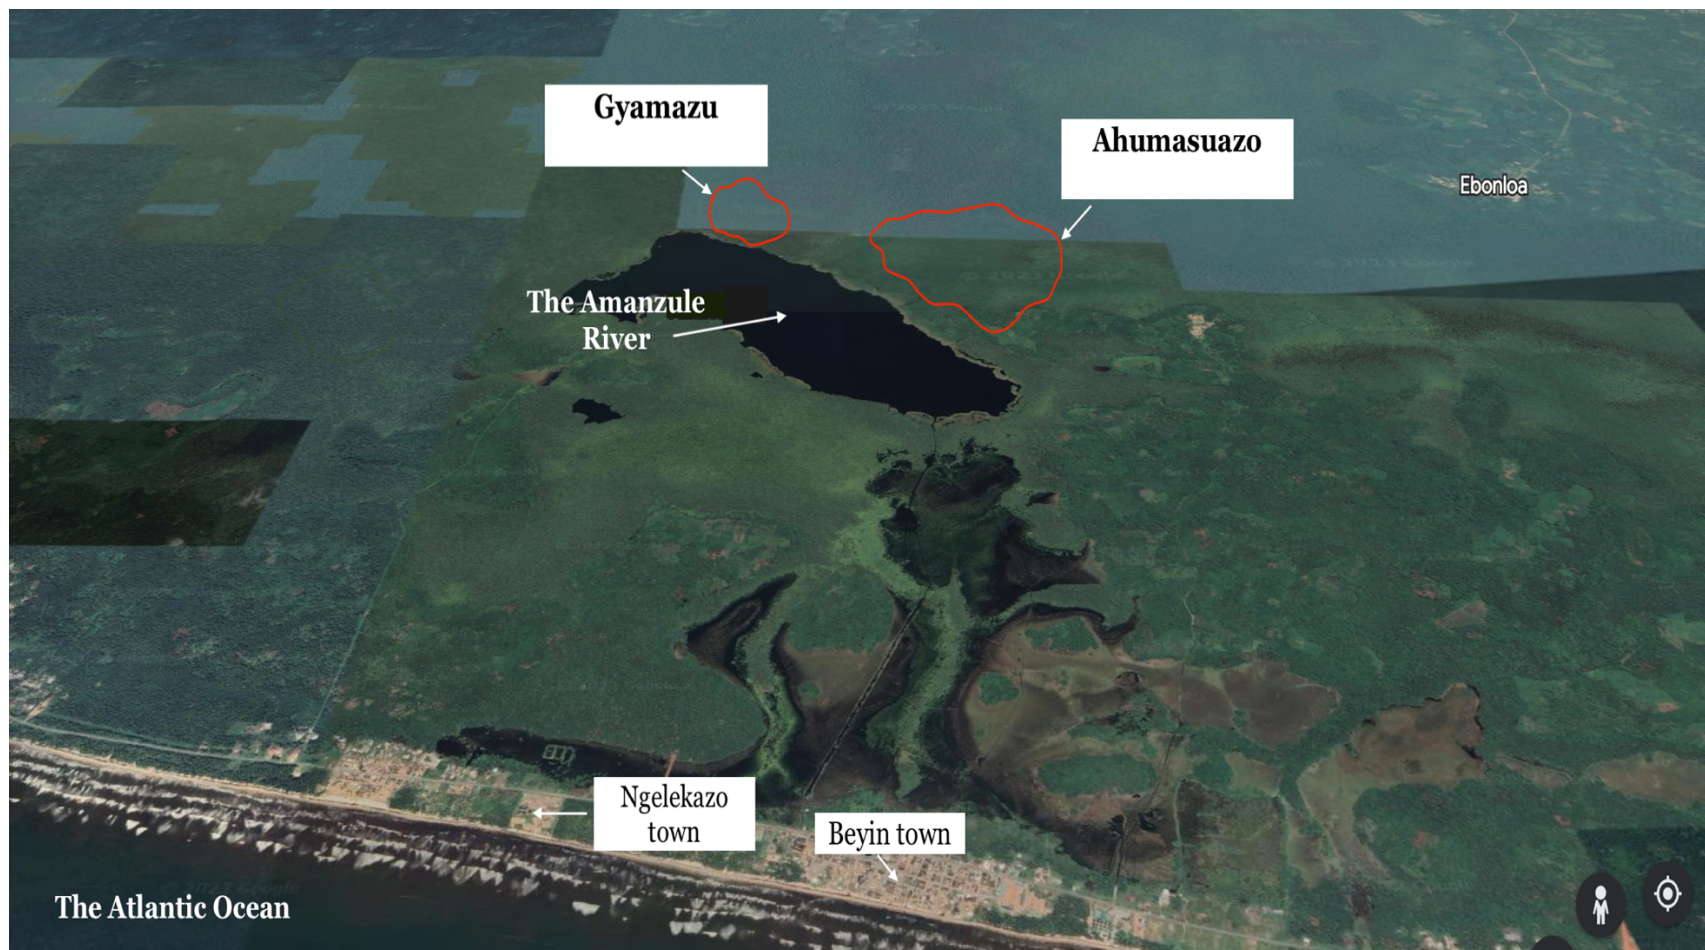 Gyamazu
Ahumasuazo
Ebonloa
The Amanzule
River
Ngelekazo
town
Beyin town
The Atlantic Ocean